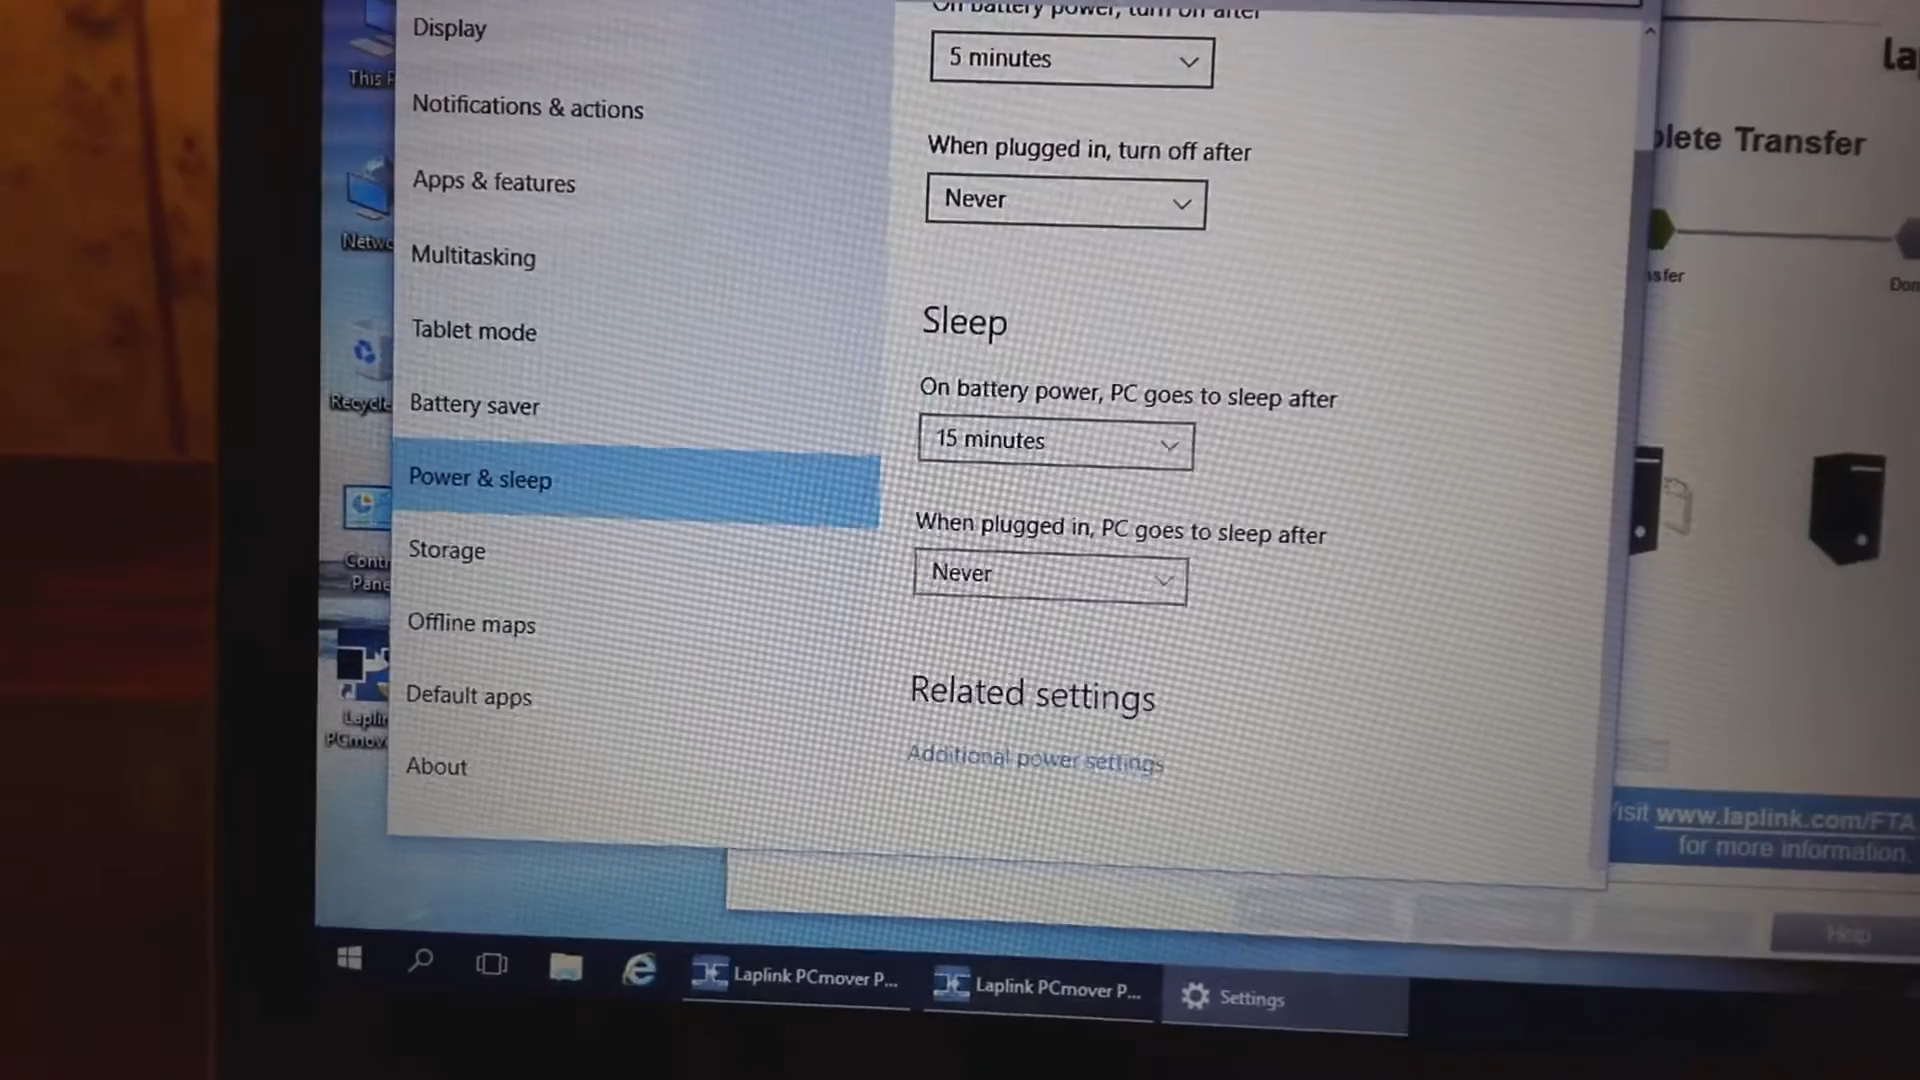 On battery power, turn off after
5 minutes
When plugged in, turn off after
Never
Sleep
On battery power, PC goes to sleep after
15 minutes
When plugged in, PC goes to sleep after
Never
Related settings
Additional power settings
Display
Notifications & actions
Apps & features
Multitasking
Tablet mode
Battery saver
Power & sleep
Storage
Offline maps
Default apps
About
This
Netwo
Recycle
Contr
Pane
Laplin
PCmov
la
plete Transfer
sfer
Don
Visit www.laplink.com/FTA
for more information.
Help
Laplink PCmover P...
Laplink PCmover P...
Settings